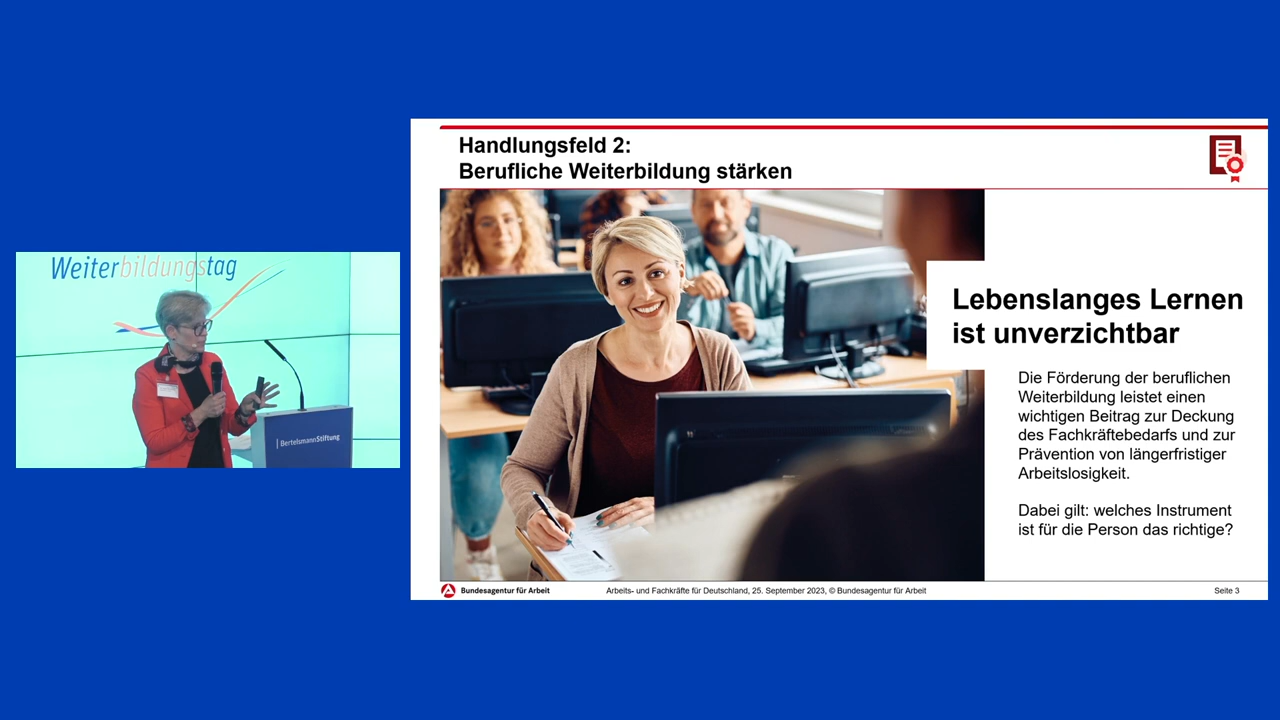 Weiterbildungstag
BertelsmannStiftung
Handlungsfeld 2:
Berufliche Weiterbildung stärken
Lebenslanges Lernen
ist unverzichtbar
Die Förderung der beruflichen
Weiterbildung leistet einen
wichtigen Beitrag zur Deckung
des Fachkräftebedarfs und zur
Prävention von längerfristiger
Arbeitslosigkeit.
Dabei gilt: welches Instrument
ist für die Person das richtige?
Bundesagentur für Arbeit
Arbeits- und Fachkräfte für Deutschland, 25. September 2023, © Bundesagentur für Arbeit
Seite 3